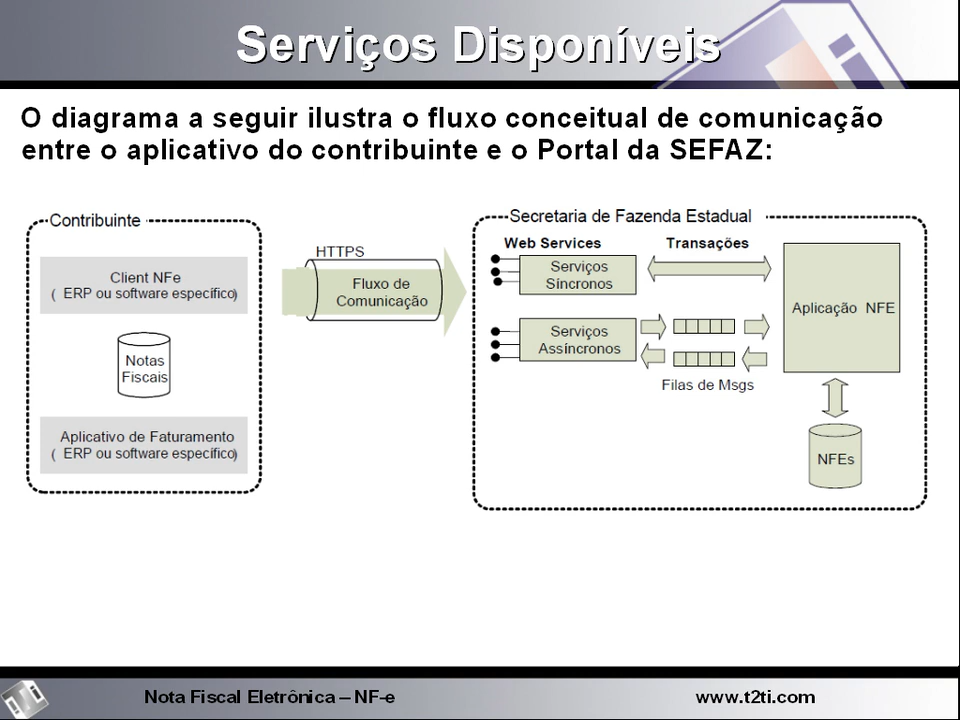 Serviços Disponíveis
O diagrama a seguir ilustra o fluxo conceitual de comunicação
entre o aplicativo do contribuinte e o Portal da SEFAZ:
Contribuinte
Client NFe
( ERP ou software específico)
Notas
Fiscais
Aplicativo de Faturamento
( ERP ou software específico)
HTTPS
Fluxo de
Comunicação
Secretaria de Fazenda Estadual
Web Services
Transações
Serviços
Síncronos
Serviços
Assíncronos
Filas de Msgs
Aplicação NFE
NFEs
Nota Fiscal Eletrônica – NF-e
www.t2ti.com